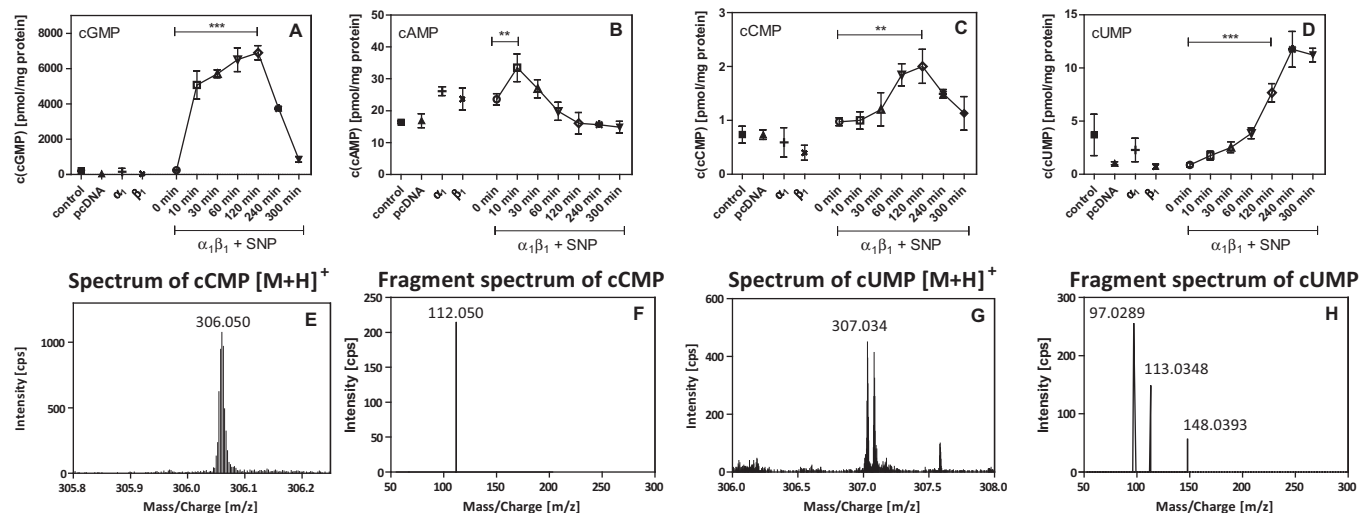 cGMP
***
A
c(cGMP) [pmol/mg protein]
8000
6000
4000
2000
0
control
pcDNA
α1
β1
0 min
10 min
30 min
60 min
120 min
240 min
300 min
α1β1 + SNP
cAMP
**
B
c(cAMP) [pmol/mg protein]
50
40
30
20
10
0
control
pcDNA
α1
β1
0 min
10 min
30 min
60 min
120 min
240 min
300 min
α1β1 + SNP
cCMP
**
C
c(cCMP) [pmol/mg protein]
3
2
1
0
control
pcDNA
α1
β1
0 min
10 min
30 min
60 min
120 min
240 min
300 min
α1β1 + SNP
cUMP
***
D
c(cUMP) [pmol/mg protein]
15
10
5
0
control
pcDNA
α1
β1
0 min
10 min
30 min
60 min
120 min
240 min
300 min
α1β1 + SNP
Spectrum of cCMP [M+H]+
306.050
E
Intensity [cps]
1000
500
0
305.8 305.9 306.0 306.1 306.2
Mass/Charge [m/z]
Fragment spectrum of cCMP
112.050
F
Intensity [cps]
250
200
150
100
50
0
50 100 150 200 250 300
Mass/Charge [m/z]
Spectrum of cUMP [M+H]+
307.034
G
Intensity [cps]
600
400
200
0
306.0 306.5 307.0 307.5 308.0
Mass/Charge [m/z]
Fragment spectrum of cUMP
97.0289
H
113.0348
148.0393
Intensity [cps]
300
200
100
0
50 100 150 200 250 300
Mass/Charge [m/z]